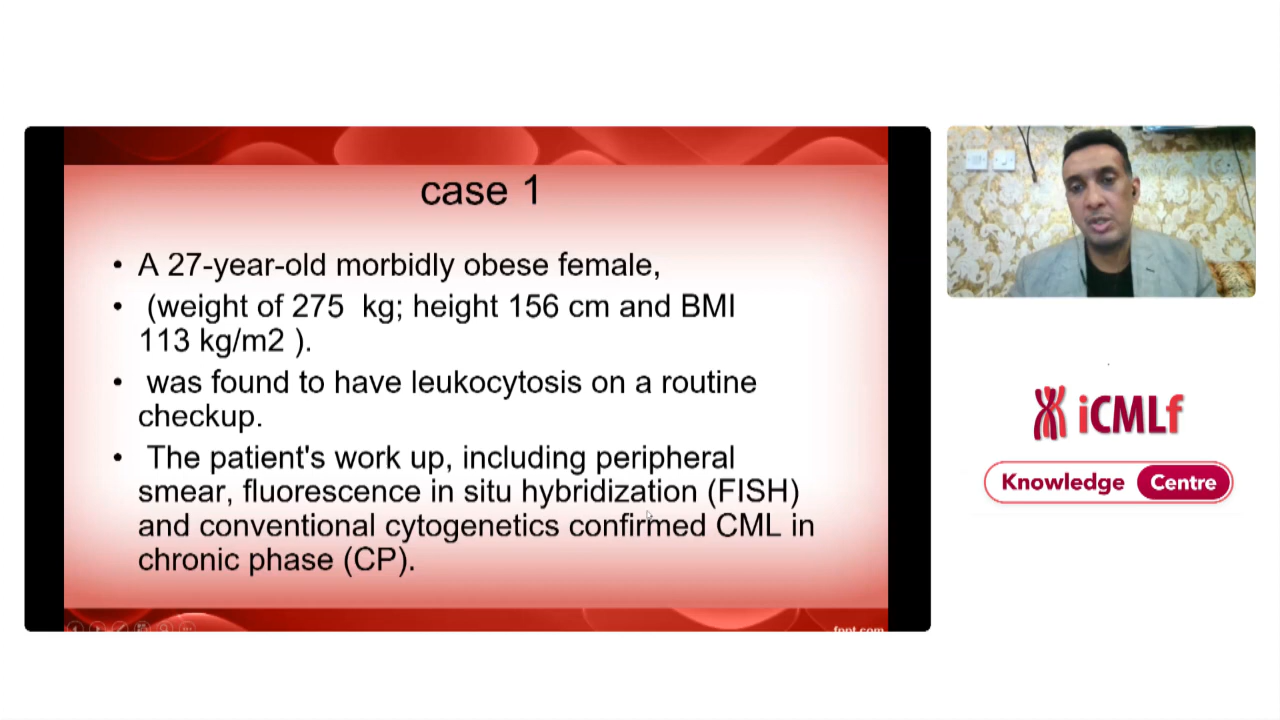 case 1
• A 27-year-old morbidly obese female,
• (weight of 275 kg; height 156 cm and BMI
113 kg/m2 ).
• was found to have leukocytosis on a routine
checkup.
• The patient's work up, including peripheral
smear, fluorescence in situ hybridization (FISH)
and conventional cytogenetics confirmed CML in
chronic phase (CP).
fppt.com
iCMLf
Knowledge Centre